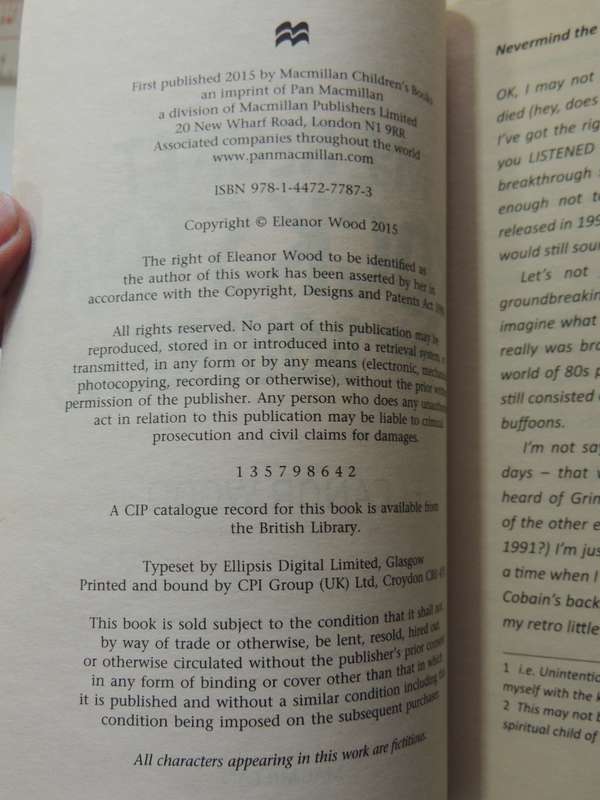 First published 2015 by Macmillan Children's Books
an imprint of Pan Macmillan
a division of Macmillan Publishers Limited
20 New Wharf Road, London N1 9RR
Associated companies throughout the world
www.panmacmillan.com
ISBN 978-1-4472-7787-3
Copyright © Eleanor Wood 2015
The right of Eleanor Wood to be identified as
the author of this work has been asserted by her in
accordance with the Copyright, Designs and Patents Act
All rights reserved. No part of this publication may be
reproduced, stored in or introduced into a retrieval system, or
transmitted, in any form or by any means (electronic,
photocopying, recording or otherwise), without the prior
permission of the publisher. Any person who does any
act in relation to this publication may be liable to criminal
prosecution and civil claims for damages.
1 3 5 7 9 8 6 4 2
A CIP catalogue record for this book is available from
the British Library.
Typeset by Ellipsis Digital Limited, Glasgow
Printed and bound by CPI Group (UK) Ltd, Croydon
This book is sold subject to the condition that it shall not,
by way of trade or otherwise, be lent, resold, hired out,
or otherwise circulated without the publisher's prior consent
in any form of binding or cover other than that in which
it is published and without a similar condition including this
condition being imposed on the subsequent purchaser.
All characters appearing in this work are fictitious.
Nevermind the
OK, I may not
died (hey, does
I've got the
you LISTENED
breakthrough
enough not
released in
would still
Let's not
imagine what
really was
world of 80s
still consisted
buffoons.
I'm not
days – that
heard of
of the other
1991?) I'm
a time when I
Cobain's back
my retro little
1 i.e.
myself with the
2 This may not
spiritual child of